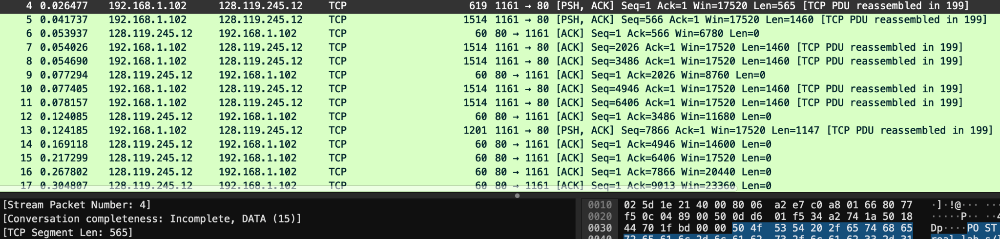 4 0.026477 192.168.1.102 128.119.245.12 TCP 619 1161 → 80 [PSH, ACK] Seq=1 Ack=1 Win=17520 Len=565 [TCP PDU reassembled in 199]
5 0.041737 192.168.1.102 128.119.245.12 TCP 1514 1161 → 80 [PSH, ACK] Seq=566 Ack=1 Win=17520 Len=1460 [TCP PDU reassembled in 199]
6 0.053937 128.119.245.12 192.168.1.102 TCP 60 80 → 1161 [ACK] Seq=1 Ack=566 Win=6780 Len=0
7 0.054026 192.168.1.102 128.119.245.12 TCP 1514 1161 → 80 [ACK] Seq=2026 Ack=1 Win=17520 Len=1460 [TCP PDU reassembled in 199]
8 0.054690 192.168.1.102 128.119.245.12 TCP 1514 1161 → 80 [ACK] Seq=3486 Ack=1 Win=17520 Len=1460 [TCP PDU reassembled in 199]
9 0.077294 128.119.245.12 192.168.1.102 TCP 60 80 → 1161 [ACK] Seq=1 Ack=2026 Win=8760 Len=0
10 0.077405 192.168.1.102 128.119.245.12 TCP 1514 1161 → 80 [ACK] Seq=4946 Ack=1 Win=17520 Len=1460 [TCP PDU reassembled in 199]
11 0.078157 192.168.1.102 128.119.245.12 TCP 1514 1161 → 80 [ACK] Seq=6406 Ack=1 Win=17520 Len=1460 [TCP PDU reassembled in 199]
12 0.124085 128.119.245.12 192.168.1.102 TCP 60 80 → 1161 [ACK] Seq=1 Ack=3486 Win=11680 Len=0
13 0.124185 192.168.1.102 128.119.245.12 TCP 1201 1161 → 80 [PSH, ACK] Seq=7866 Ack=1 Win=17520 Len=1147 [TCP PDU reassembled in 199]
14 0.169118 128.119.245.12 192.168.1.102 TCP 60 80 → 1161 [ACK] Seq=1 Ack=4946 Win=14600 Len=0
15 0.217299 128.119.245.12 192.168.1.102 TCP 60 80 → 1161 [ACK] Seq=1 Ack=6406 Win=17520 Len=0
16 0.267802 128.119.245.12 192.168.1.102 TCP 60 80 → 1161 [ACK] Seq=1 Ack=7866 Win=20440 Len=0
17 0.304807 128.119.245.12 192.168.1.102 TCP 60 80 → 1161 [ACK] Seq=1 Ack=9013 Win=23360 Len=0
[Stream Packet Number: 4]
[Conversation completeness: Incomplete, DATA (15)]
[TCP Segment Len: 565]
0010 02 5d 1e 21 40 00 80 06 a2 e7 c0 a8 01 66 80 77 ·]·!@··· ···
0020 f5 0c 04 89 00 50 0d d6 01 f5 34 a2 74 1a 50 18 ·····P·· ··4
0030 44 70 1f bd 00 00 50 4f 53 54 20 2f 65 74 68 65 Dp····PO ST
0040 72 65 61 6c 2d 6c 61 62 73 2f 6c 61 62 33 2d 31 real-lab s/l